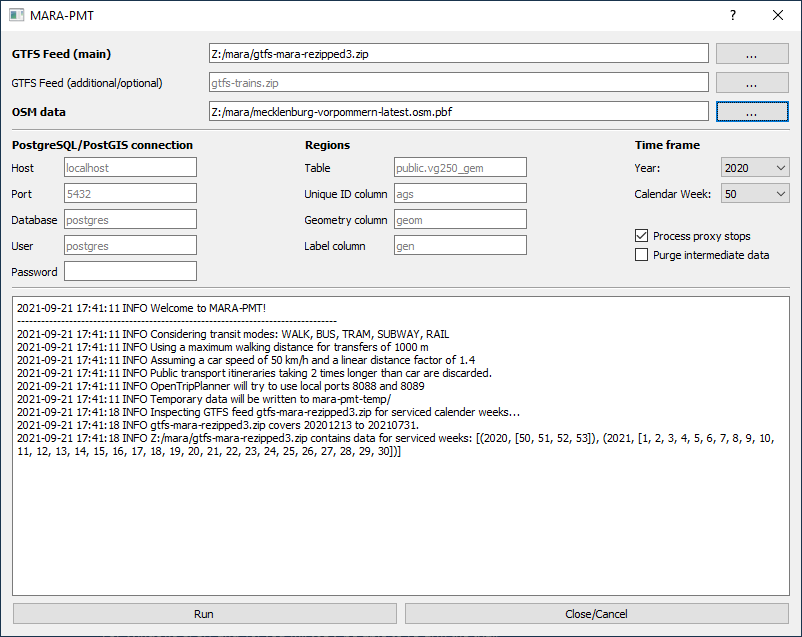 MARA-PMT ?
GTFS Feed (main) Z:/mara/gtfs-mara-rezipped3.zip ...
GTFS Feed (additional/optional) gtfs-trains.zip ...
OSM data Z:/mara/mecklenburg-vorpommern-latest.osm.pbf ...
PostgreSQL/PostGIS connection Regions Time frame
Host localhost Table public.vg250_gem Year: 2020
Port 5432 Unique ID column ags Calendar Week: 50
Database postgres Geometry column geom
Process proxy stops
User postgres Label column gen
Purge intermediate data
Password
2021-09-21 17:41:11 INFO Welcome to MARA-PMT!
--------------------------------------------------------------------------------
2021-09-21 17:41:11 INFO Considering transit modes: WALK, BUS, TRAM, SUBWAY, RAIL
2021-09-21 17:41:11 INFO Using a maximum walking distance for transfers of 1000 m
2021-09-21 17:41:11 INFO Assuming a car speed of 50 km/h and a linear distance factor of 1.4
2021-09-21 17:41:11 INFO Public transport itineraries taking 2 times longer than car are discarded.
2021-09-21 17:41:11 INFO OpenTripPlanner will try to use local ports 8088 and 8089
2021-09-21 17:41:11 INFO Temporary data will be written to mara-pmt-temp/
2021-09-21 17:41:18 INFO Inspecting GTFS feed gtfs-mara-rezipped3.zip for serviced calender weeks...
2021-09-21 17:41:18 INFO gtfs-mara-rezipped3.zip covers 20201213 to 20210731.
2021-09-21 17:41:18 INFO Z:/mara/gtfs-mara-rezipped3.zip contains data for serviced weeks: [(2020, [50, 51, 52, 53]), (2021, [1, 2, 3, 4, 5, 6, 7, 8, 9, 10,
11, 12, 13, 14, 15, 16, 17, 18, 19, 20, 21, 22, 23, 24, 25, 26, 27, 28, 29, 30])]
Run Close/Cancel